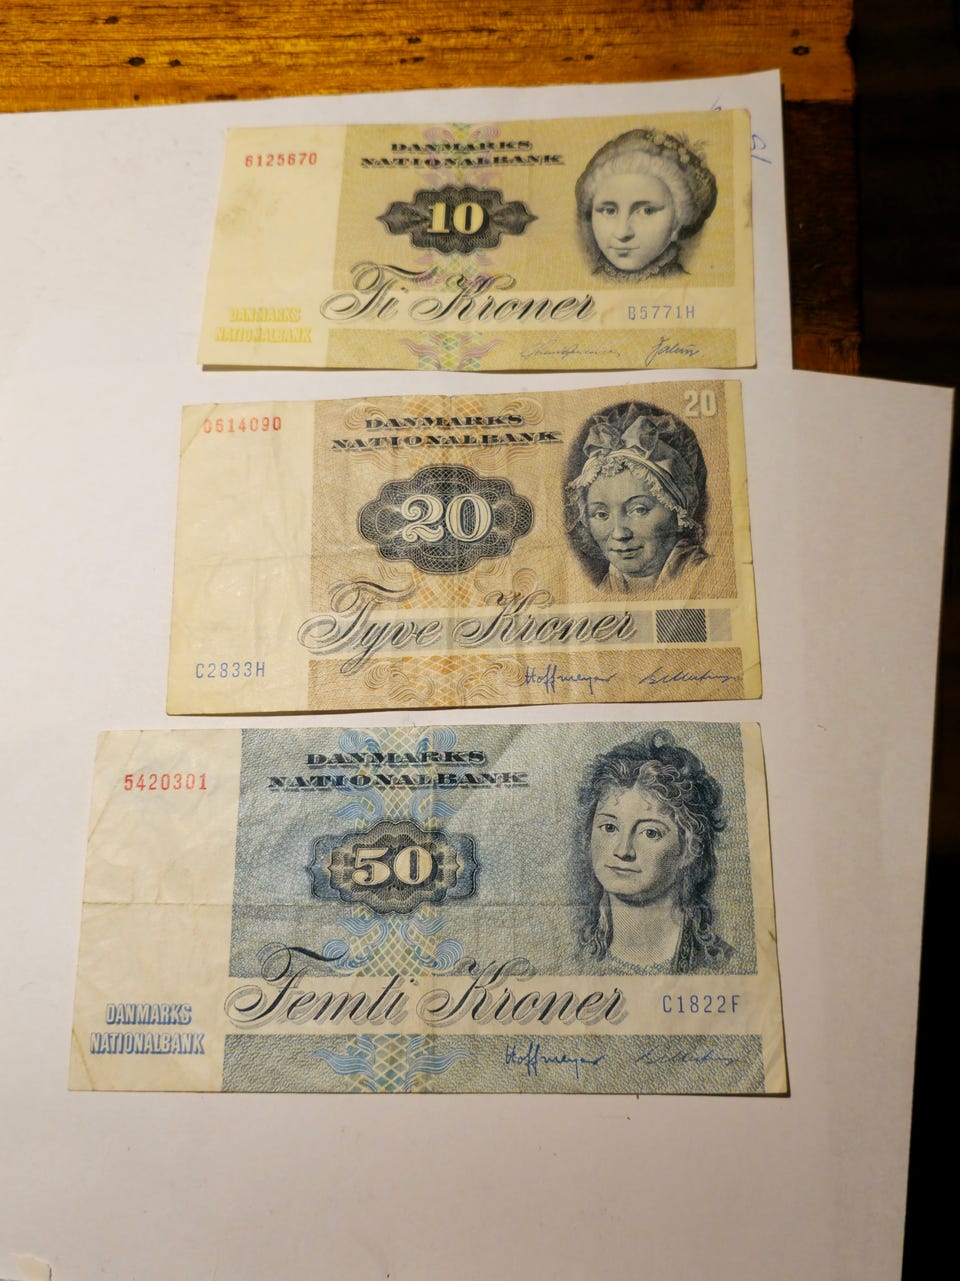 6125670
DANMARKS
NATIONALBANK
10
Ti Kroner
B5771H
DANMARKS
NATIONALBANK
0614090
DANMARKS
NATIONALBANK
20
20
Tyve Kroner
C2833H
Hoffmeyer
5420301
DANMARKS
NATIONALBANK
50
Femti Kroner
C1822F
DANMARKS
NATIONALBANK
Hoffmeyer